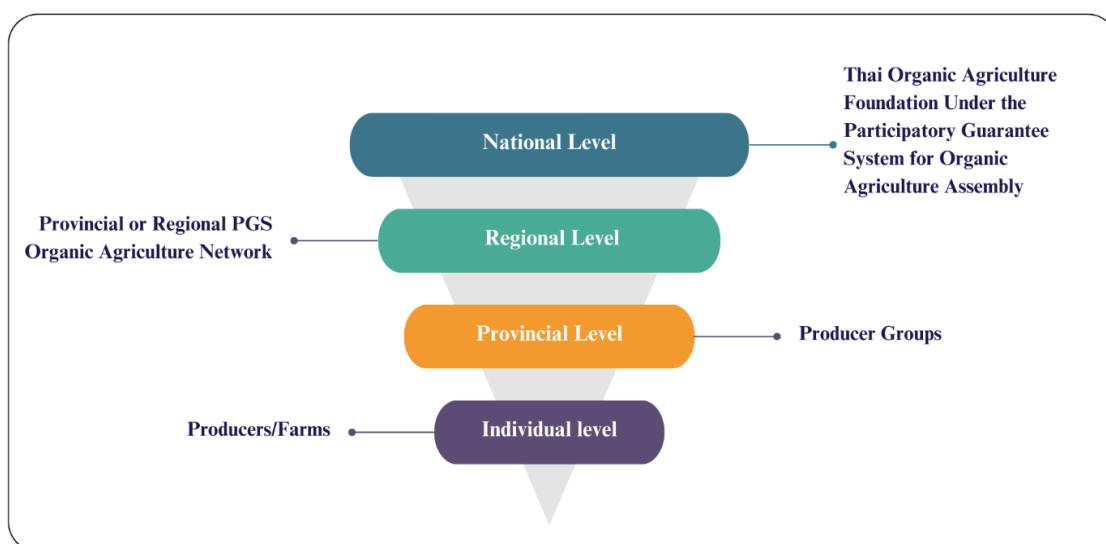 Thai Organic Agriculture
Foundation Under the
Participatory Guarantee
System for Organic
Agriculture Assembly
National Level
Provincial or Regional PGS
Organic Agriculture Network
Regional Level
Provincial Level
Producer Groups
Producers/Farms
Individual level